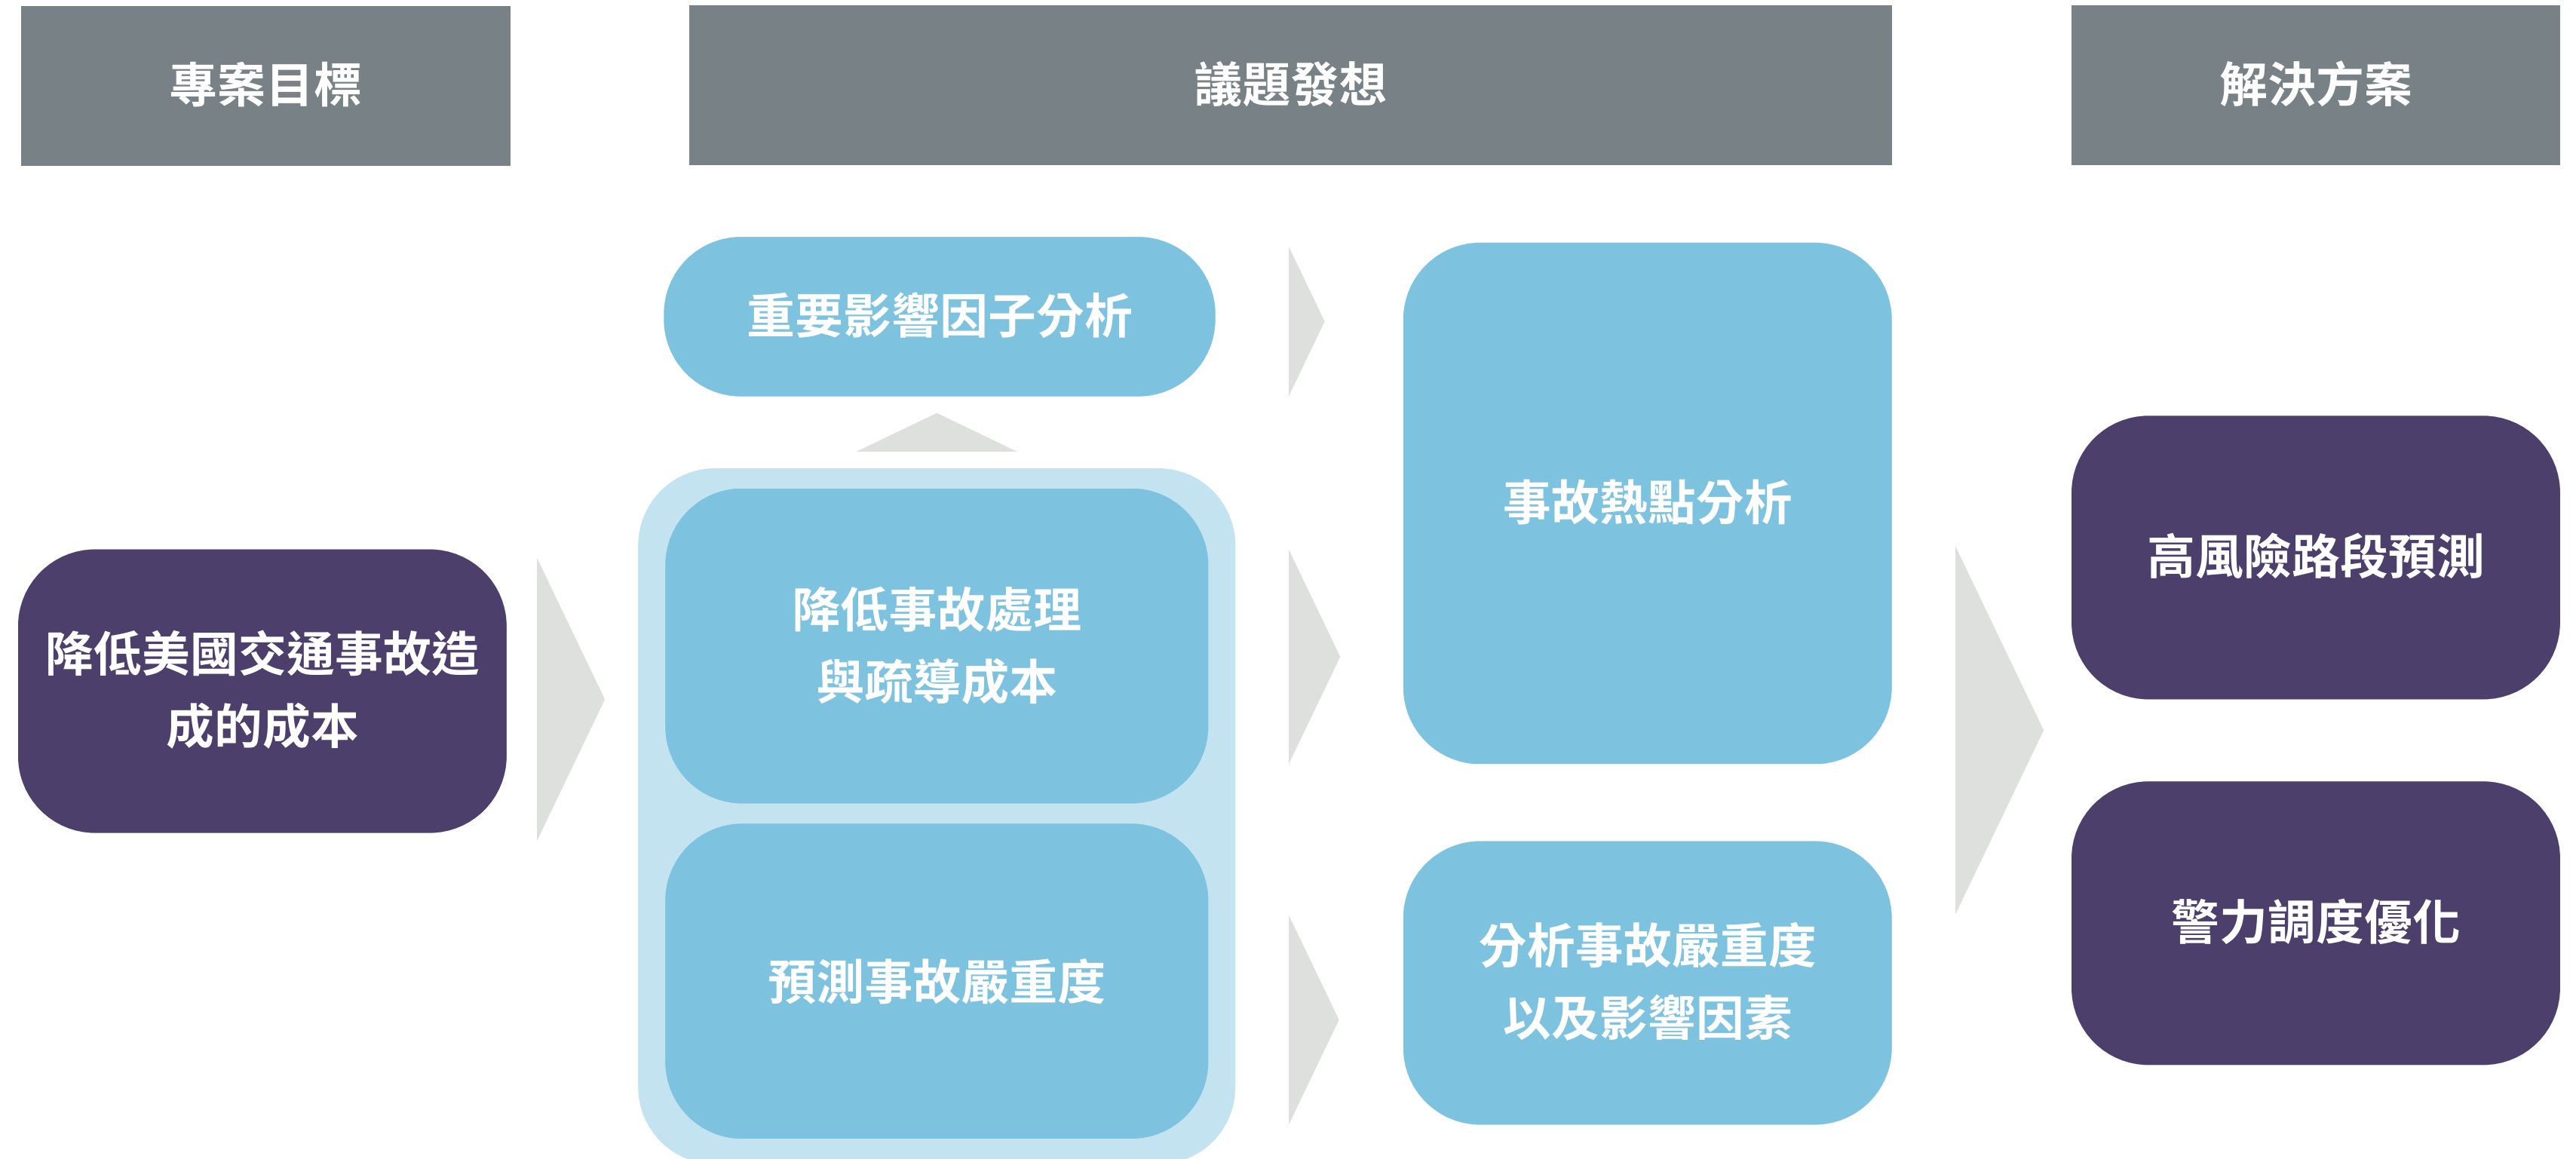 專案目標
議題發想
解決方案
降低美國交通事故造
成的成本
重要影響因子分析
降低事故處理
與疏導成本
預測事故嚴重度
事故熱點分析
分析事故嚴重度
以及影響因素
高風險路段預測
警力調度優化